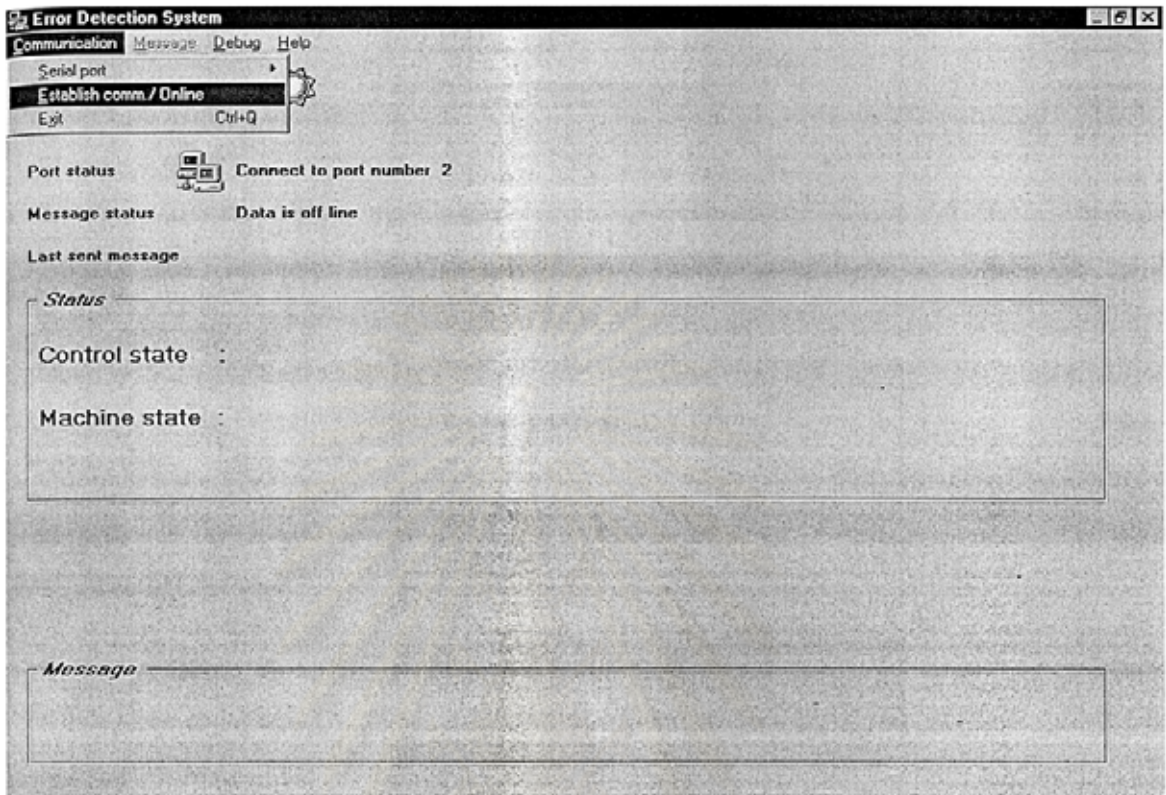 Error Detection System
Communication Message Debug Help
Serial port
Establish comm./ Online
Exit Ctrl+Q
Port status Connect to port number 2
Message status Data is off line
Last sent message
Status
Control state :
Machine state :
Message